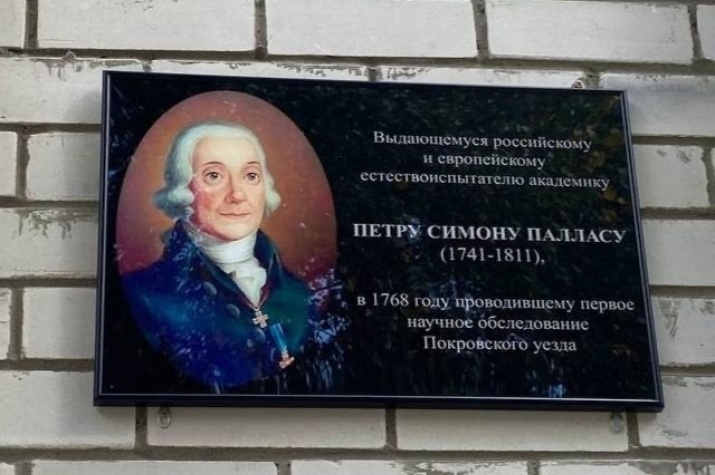 Выдающемуся российскому
и европейскому
естествоиспытателю академику
ПЕТРУ СИМОНУ ПАЛЛАСУ
(1741-1811),
в 1768 году проводившему первое
научное обследование
Покровского уезда